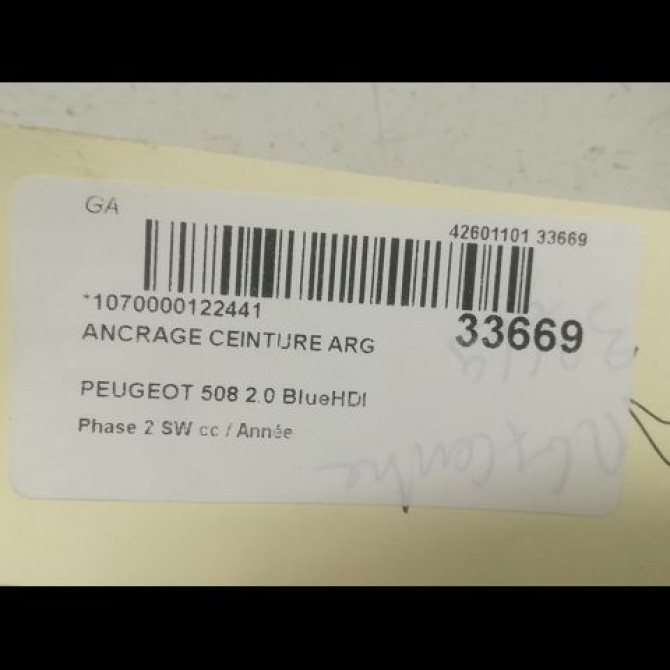 GA
42601101 33669
*1070000122441
33669
ANCRAGE CEINTURE ARG
PEUGEOT 508 2.0 BlueHDI
Phase 2 SW cc / Année